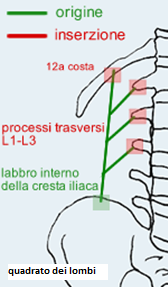 origine
inserzione
12a costa
processi trasversi
L1-L3
labbro interno
della cresta iliaca
quadrato dei lombi